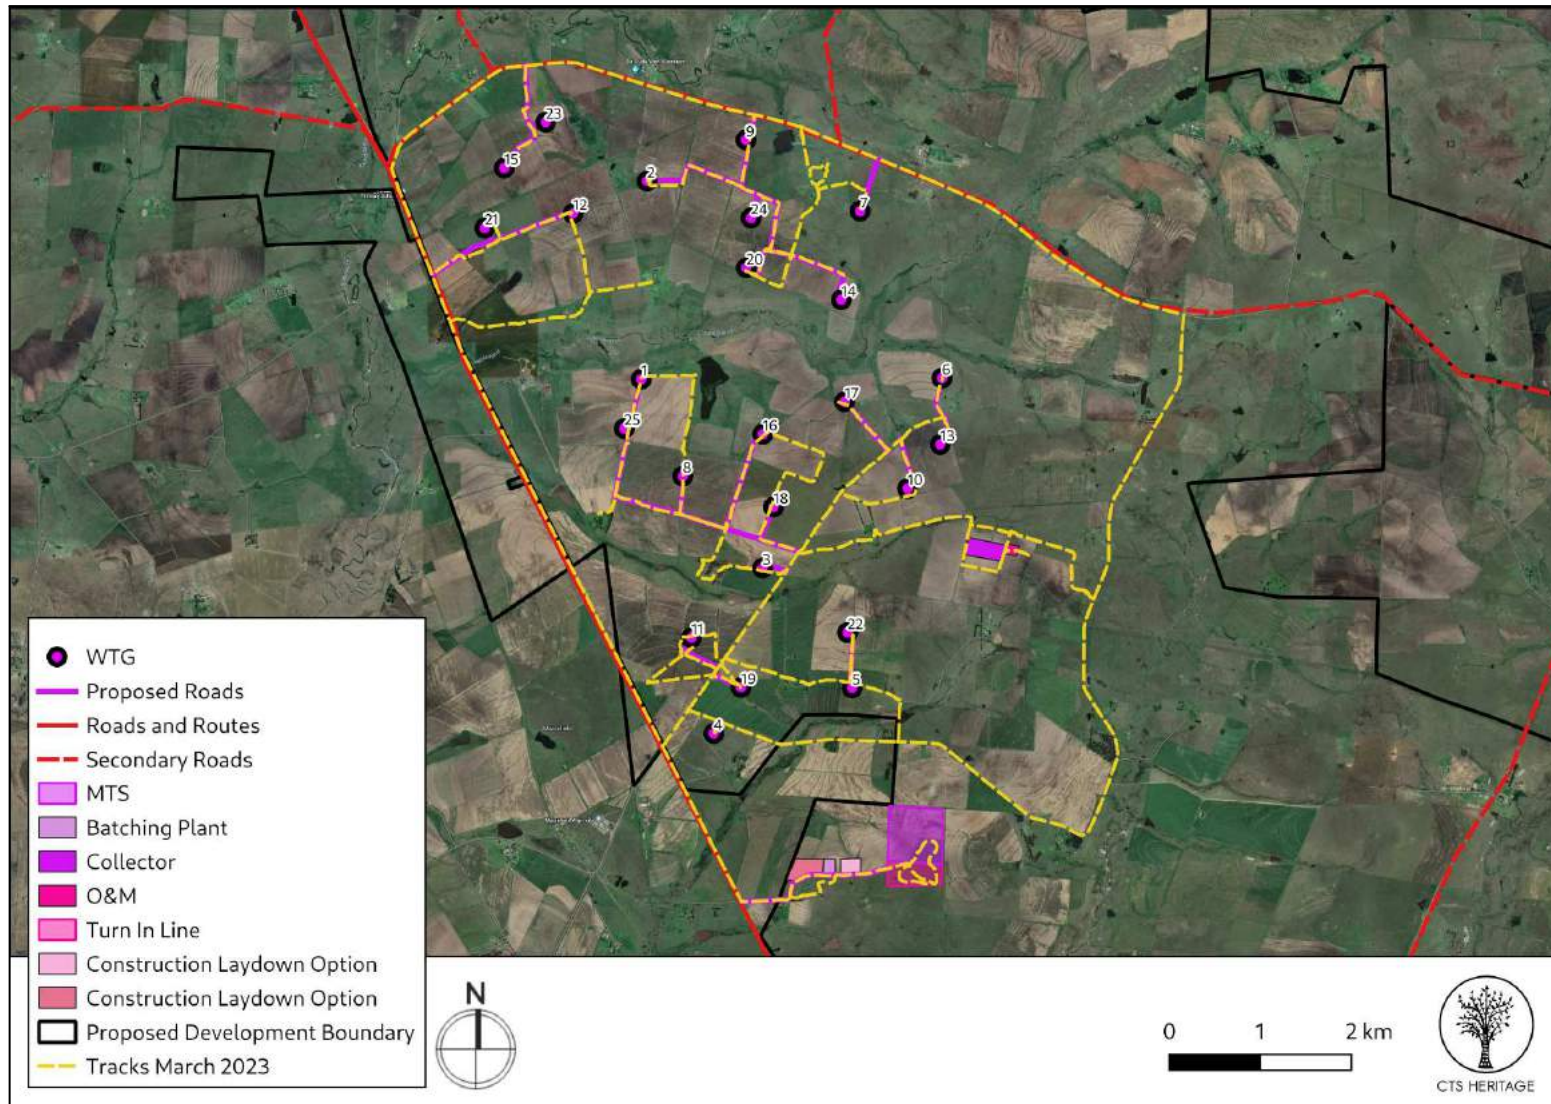 23
9
15
2
12
24
7
21
20
14
1
6
17
25
16
13
8
10
18
3
11
22
19
5
4
WTG
Proposed Roads
Roads and Routes
Secondary Roads
MTS
Batching Plant
Collector
O&M
Turn In Line
Construction Laydown Option
Construction Laydown Option
Proposed Development Boundary
Tracks March 2023
N
0 1 2 km
CTS HERITAGE